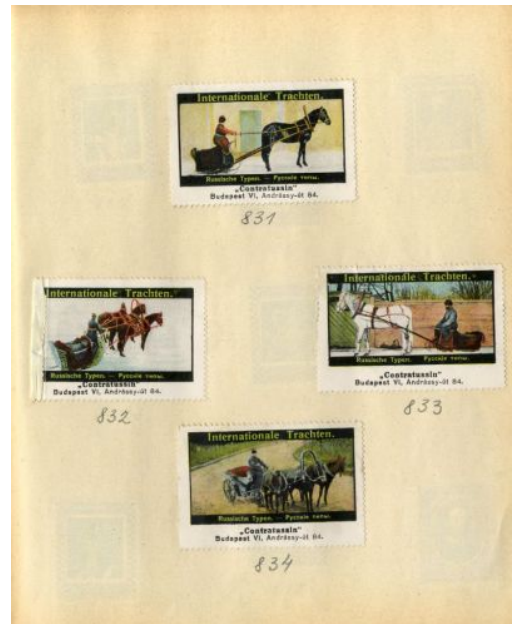 Internationale Trachten.
Russische Typen. — Русскіе типы.
„Contratussin"
Budapest VI, Andrássy-út 84.
831
Internationale Trachten.
Russische Typen. — Русскіе типы.
„Contratussin"
Budapest VI, Andrássy-út 84.
832
Internationale Trachten.
Russische Typen. Русскіе типы.
„Contratussin"
Budapest VI, Andrássy-út 84.
833
Internationale Trachten.
Russische Typen. — Русскіе типы.
„Contratussin"
Budapest VI, Andrássy-út 84.
834